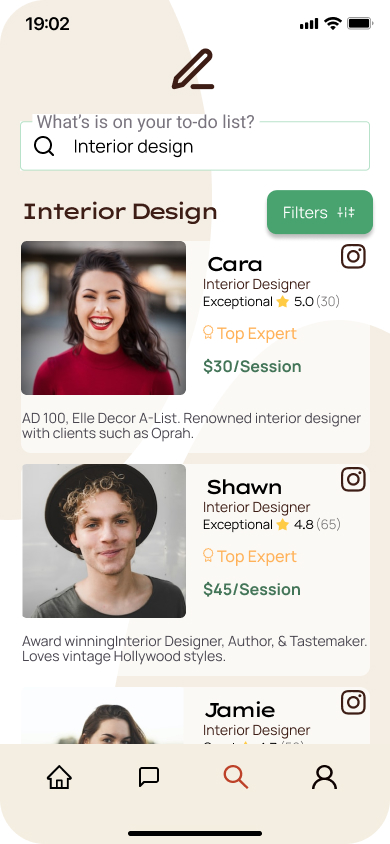 19:02
What's is on your to-do list?
Interior design
Interior Design
Filters
Cara
Interior Designer
Exceptional 5.0 (30)
Top Expert
$30/Session
AD 100, Elle Decor A-List. Renowned interior designer
with clients such as Oprah.
Shawn
Interior Designer
Exceptional 4.8 (65)
Top Expert
$45/Session
Award winningInterior Designer, Author, & Tastemaker.
Loves vintage Hollywood styles.
Jamie
Interior Designer